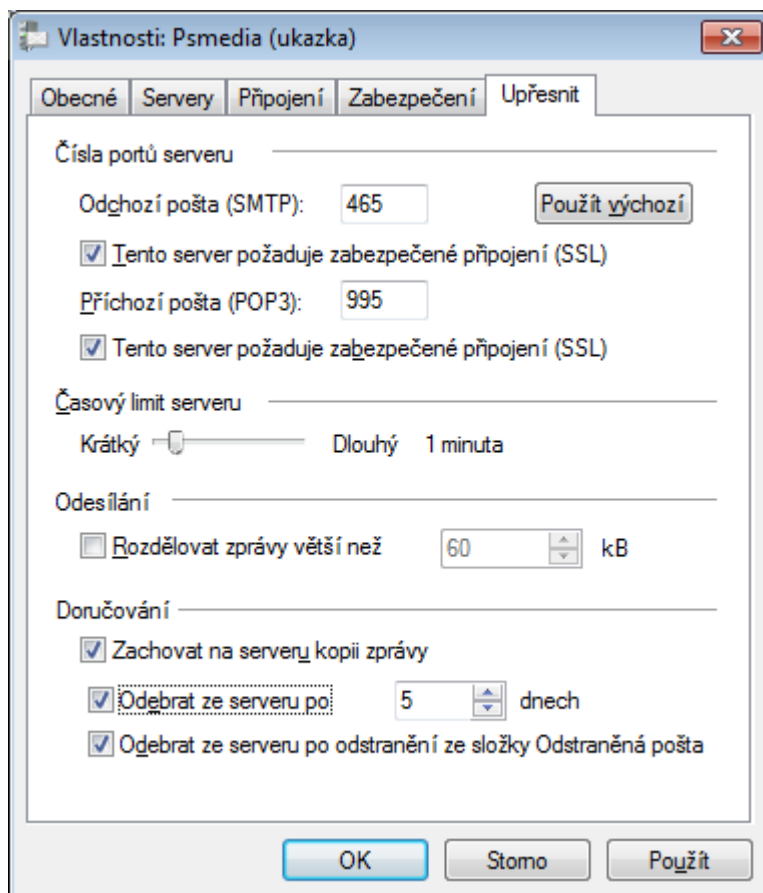 Vlastnosti: Psmedia (ukazka)
Obecné Servery Připojení Zabezpečení Upřesnit
Čísla portů serveru
Odchozí pošta (SMTP): 465 Použít výchozí
Tento server požaduje zabezpečené připojení (SSL)
Příchozí pošta (POP3): 995
Tento server požaduje zabezpečené připojení (SSL)
Časový limit serveru
Krátký Dlouhý 1 minuta
Odesílání
Rozdělovat zprávy větší než 60 kB
Doručování
Zachovat na serveru kopii zprávy
Odebrat ze serveru po 5 dnech
Odebrat ze serveru po odstranění ze složky Odstraněná pošta
OK Storno Použít